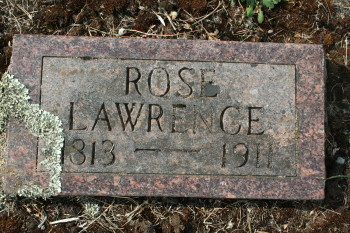 ROSE
LAWRENCE
1813 — 1911